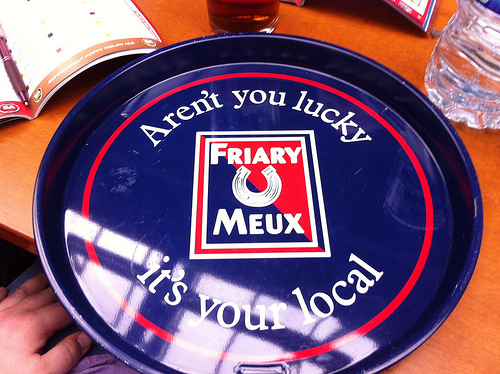 Aren't you lucky
FRIARY
MEUX
it's your local